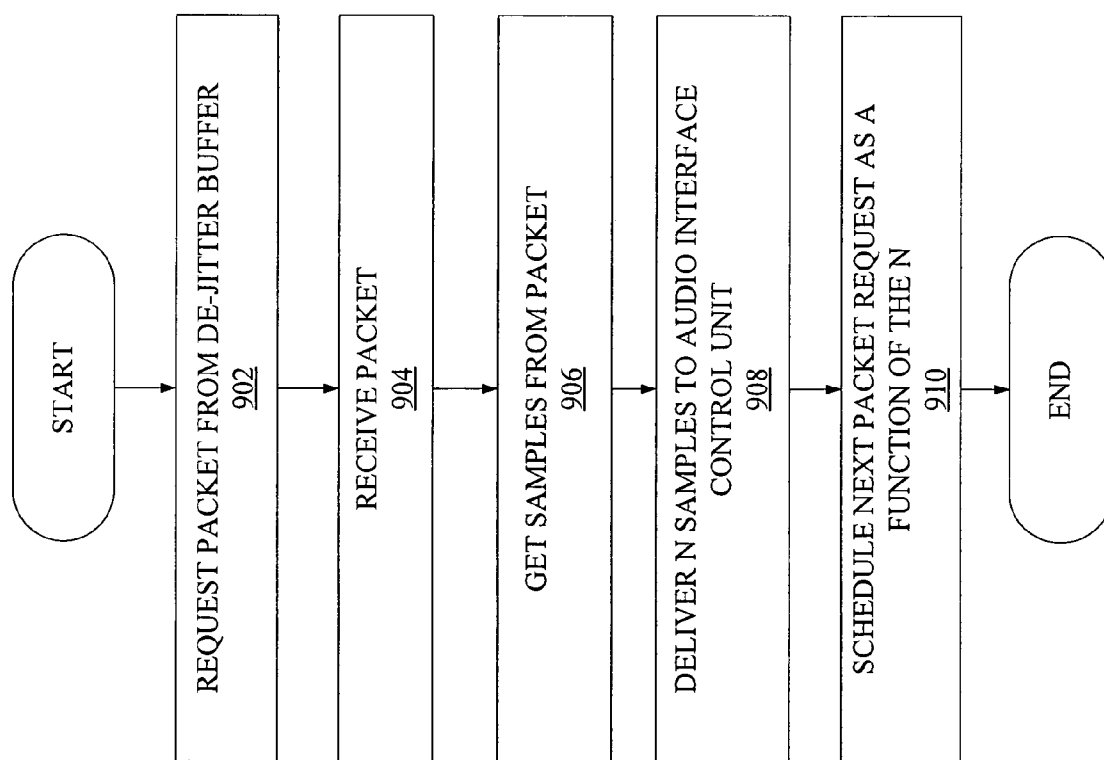 START
REQUEST PACKET FROM DE-JITTER BUFFER
902
RECEIVE PACKET
904
GET SAMPLES FROM PACKET
906
DELIVER N SAMPLES TO AUDIO INTERFACE
CONTROL UNIT
908
SCHEDULE NEXT PACKET REQUEST AS A
FUNCTION OF THE N
910
END